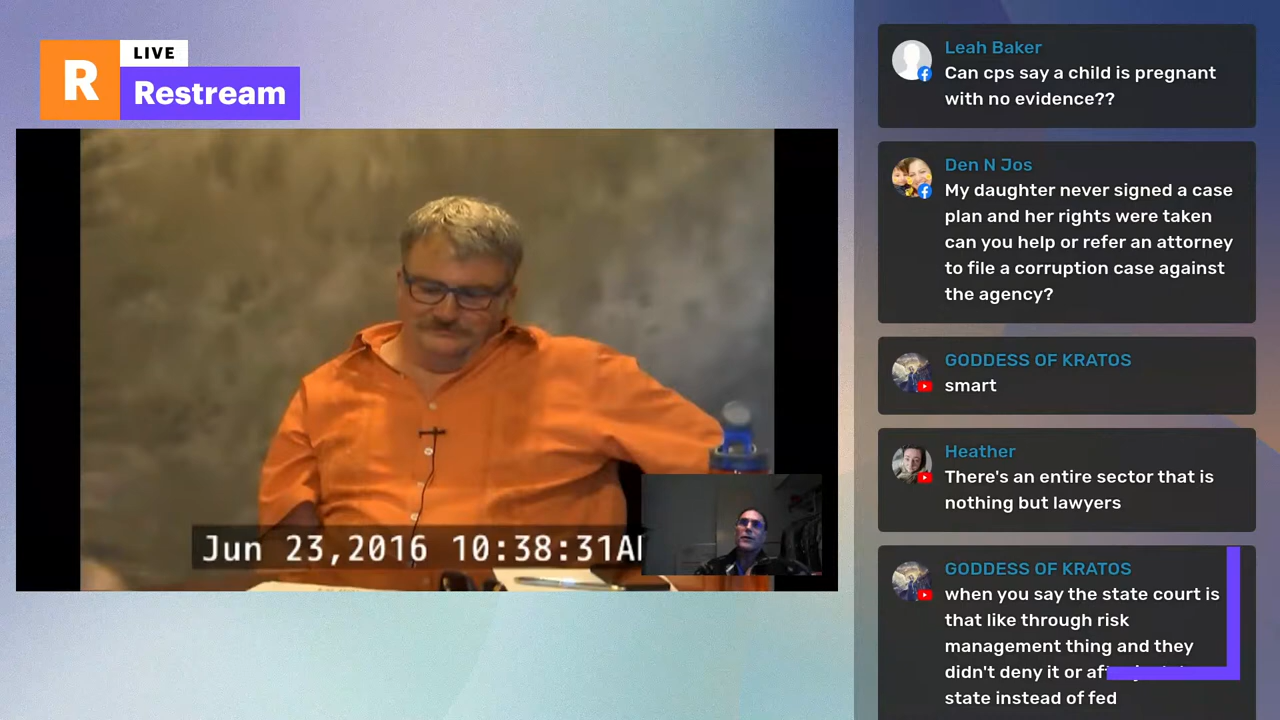 R
LIVE
Restream
Jun 23,2016 10:38:31A
Leah Baker
Can cps say a child is pregnant
with no evidence??
Den N Jos
My daughter never signed a case
plan and her rights were taken
can you help or refer an attorney
to file a corruption case against
the agency?
GODDESS OF KRATOS
smart
Heather
There's an entire sector that is
nothing but lawyers
GODDESS OF KRATOS
when you say the state court is
that like through risk
management thing and they
didn't deny it or
state instead of fed